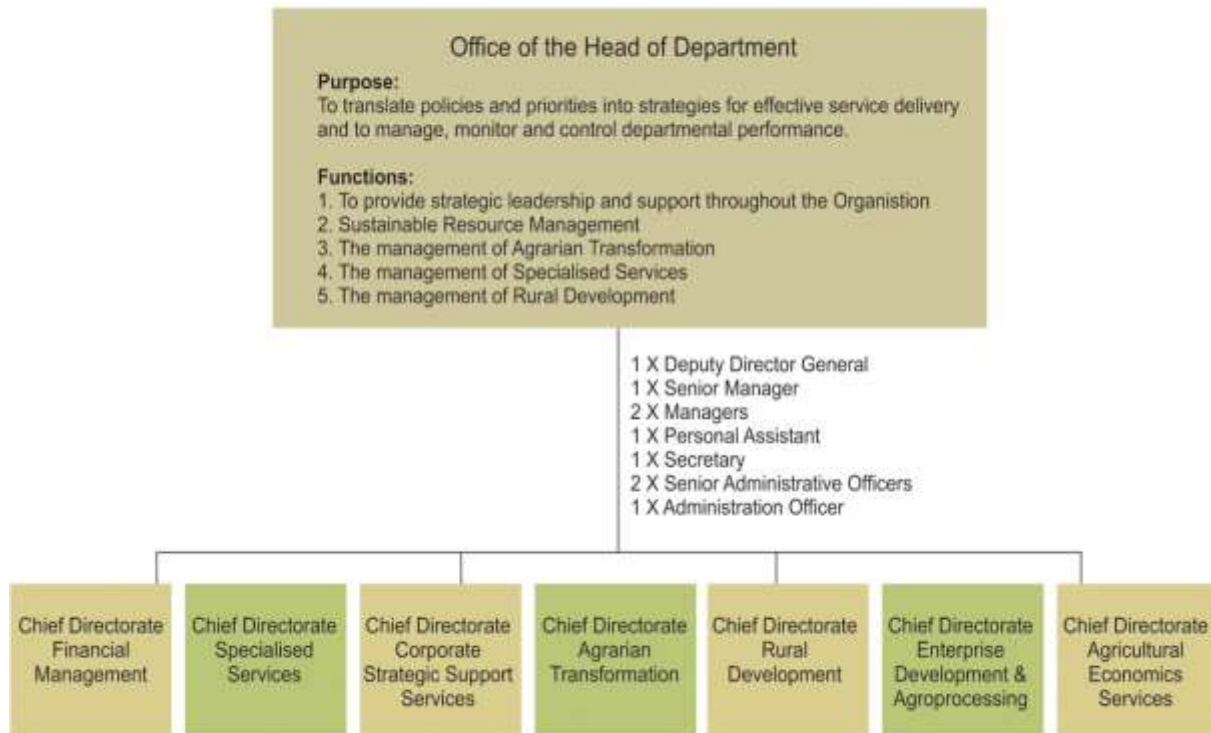 Office of the Head of Department
Purpose:
To translate policies and priorities into strategies for effective service delivery
and to manage, monitor and control departmental performance.
Functions:
1. To provide strategic leadership and support throughout the Organistion
2. Sustainable Resource Management
3. The management of Agrarian Transformation
4. The management of Specialised Services
5. The management of Rural Development
1 X Deputy Director General
1 X Senior Manager
2 X Managers
1 X Personal Assistant
1 X Secretary
2 X Senior Administrative Officers
1 X Administration Officer
Chief Directorate
Financial
Management
Chief Directorate
Specialised
Services
Chief Directorate
Corporate
Strategic Support
Services
Chief Directorate
Agrarian
Transformation
Chief Directorate
Rural
Development
Chief Directorate
Enterprise
Development &
Agroprocessing
Chief Directorate
Agricultural
Economics
Services